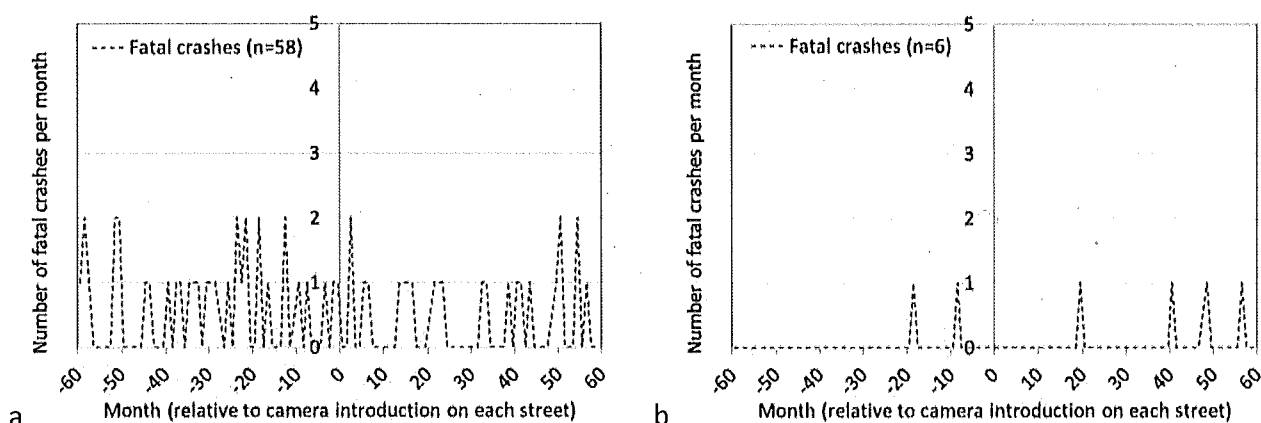 Number of fatal crashes per month
5
4
3
2
1
0
Fatal crashes (n=58)
-60 -50 -40 -30 -20 -10 0 10 20 30 40 50 60
Month (relative to camera introduction on each street)
a
Number of fatal crashes per month
5
4
3
2
1
0
Fatal crashes (n=6)
-60 -50 -40 -30 -20 -10 0 10 20 30 40 50 60
Month (relative to camera introduction on each street)
b